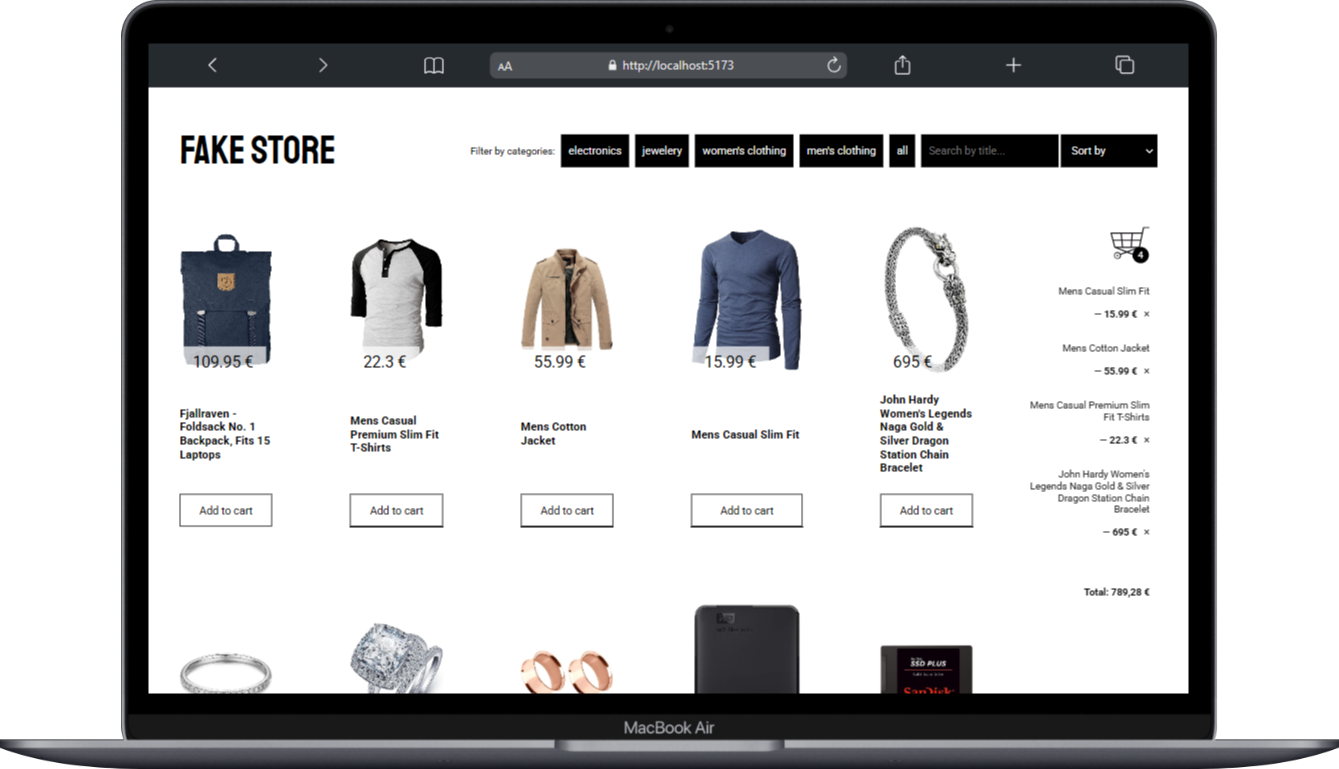 AA
http://localhost:5173
FAKE STORE
Filter by categories:
electronics
jewelery
women's clothing
men's clothing
all
Search by title...
Sort by
4
109.95 €
22.3 €
55.99 €
15.99 €
695 €
Fjallraven -
Foldsack No. 1
Backpack, Fits 15
Laptops
Mens Casual
Premium Slim Fit
T-Shirts
Mens Cotton
Jacket
Mens Casual Slim Fit
John Hardy
Women's Legends
Naga Gold &
Silver Dragon
Station Chain
Bracelet
Add to cart
Add to cart
Add to cart
Add to cart
Add to cart
Mens Casual Slim Fit
– 15.99 € ×
Mens Cotton Jacket
– 55.99 € ×
Mens Casual Premium Slim
Fit T-Shirts
– 22.3 € ×
John Hardy Women's
Legends Naga Gold & Silver
Dragon Station Chain
Bracelet
– 695 € ×
Total: 789,28 €
SSD PLUS
SanDisk
MacBook Air